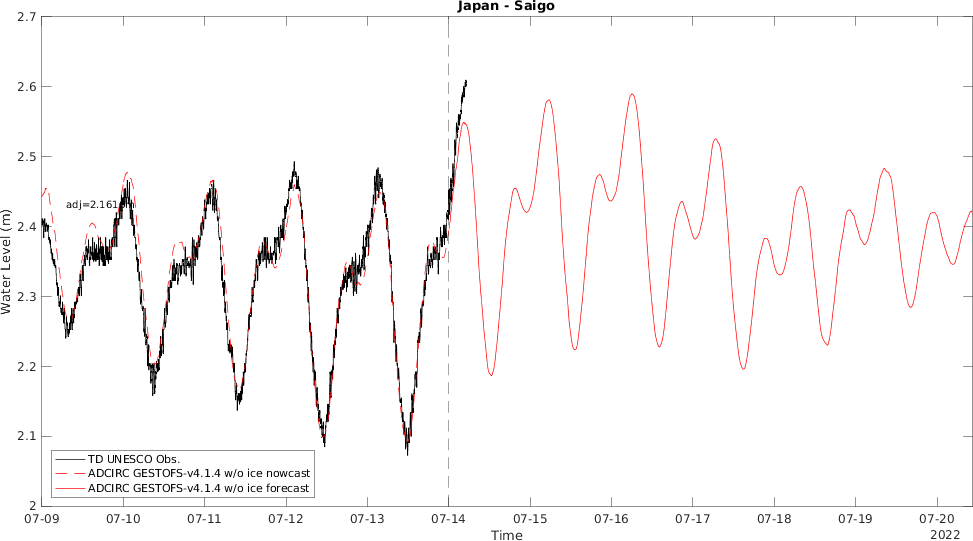 Japan - Saigo
2.7
2.6
2.5
2.4
2.3
2.2
2.1
2
Water Level (m)
adj=2.161
TD UNESCO Obs.
ADCIRC GESTOFS-v4.1.4 w/o ice nowcast
ADCIRC GESTOFS-v4.1.4 w/o ice forecast
07-09 07-10 07-11 07-12 07-13 07-14 07-15 07-16 07-17 07-18 07-19 07-20
2022
Time